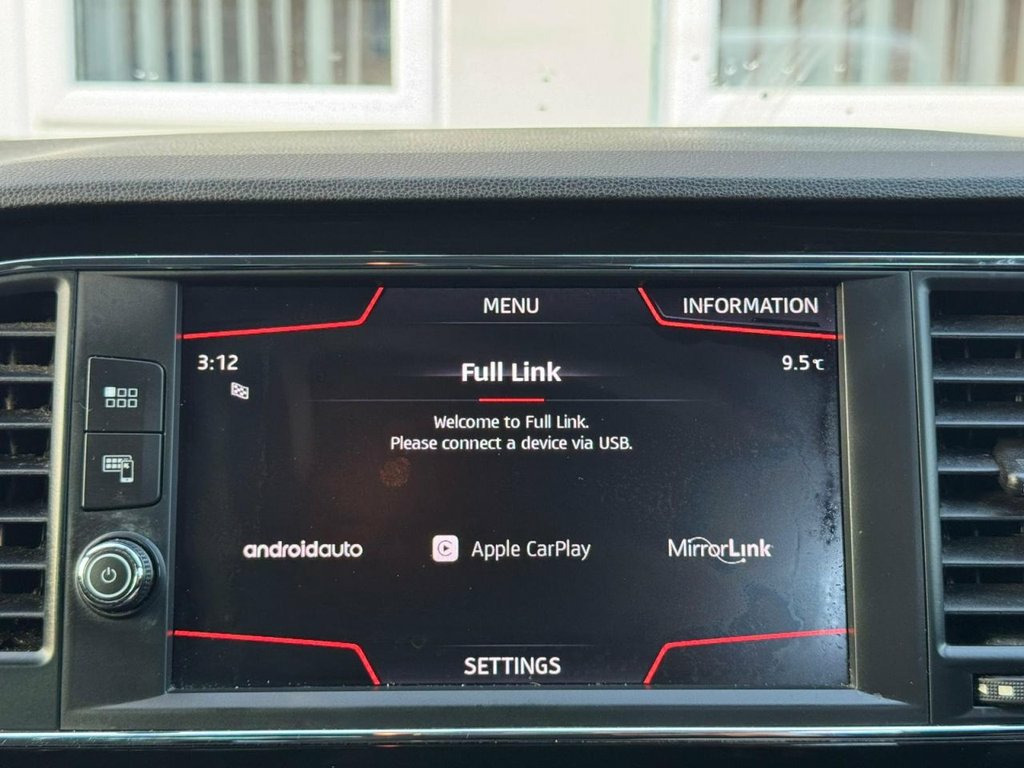 MENU
INFORMATION
3:12
9.5°C
Full Link
Welcome to Full Link.
Please connect a device via USB.
androidauto
Apple CarPlay
MirrorLink
SETTINGS